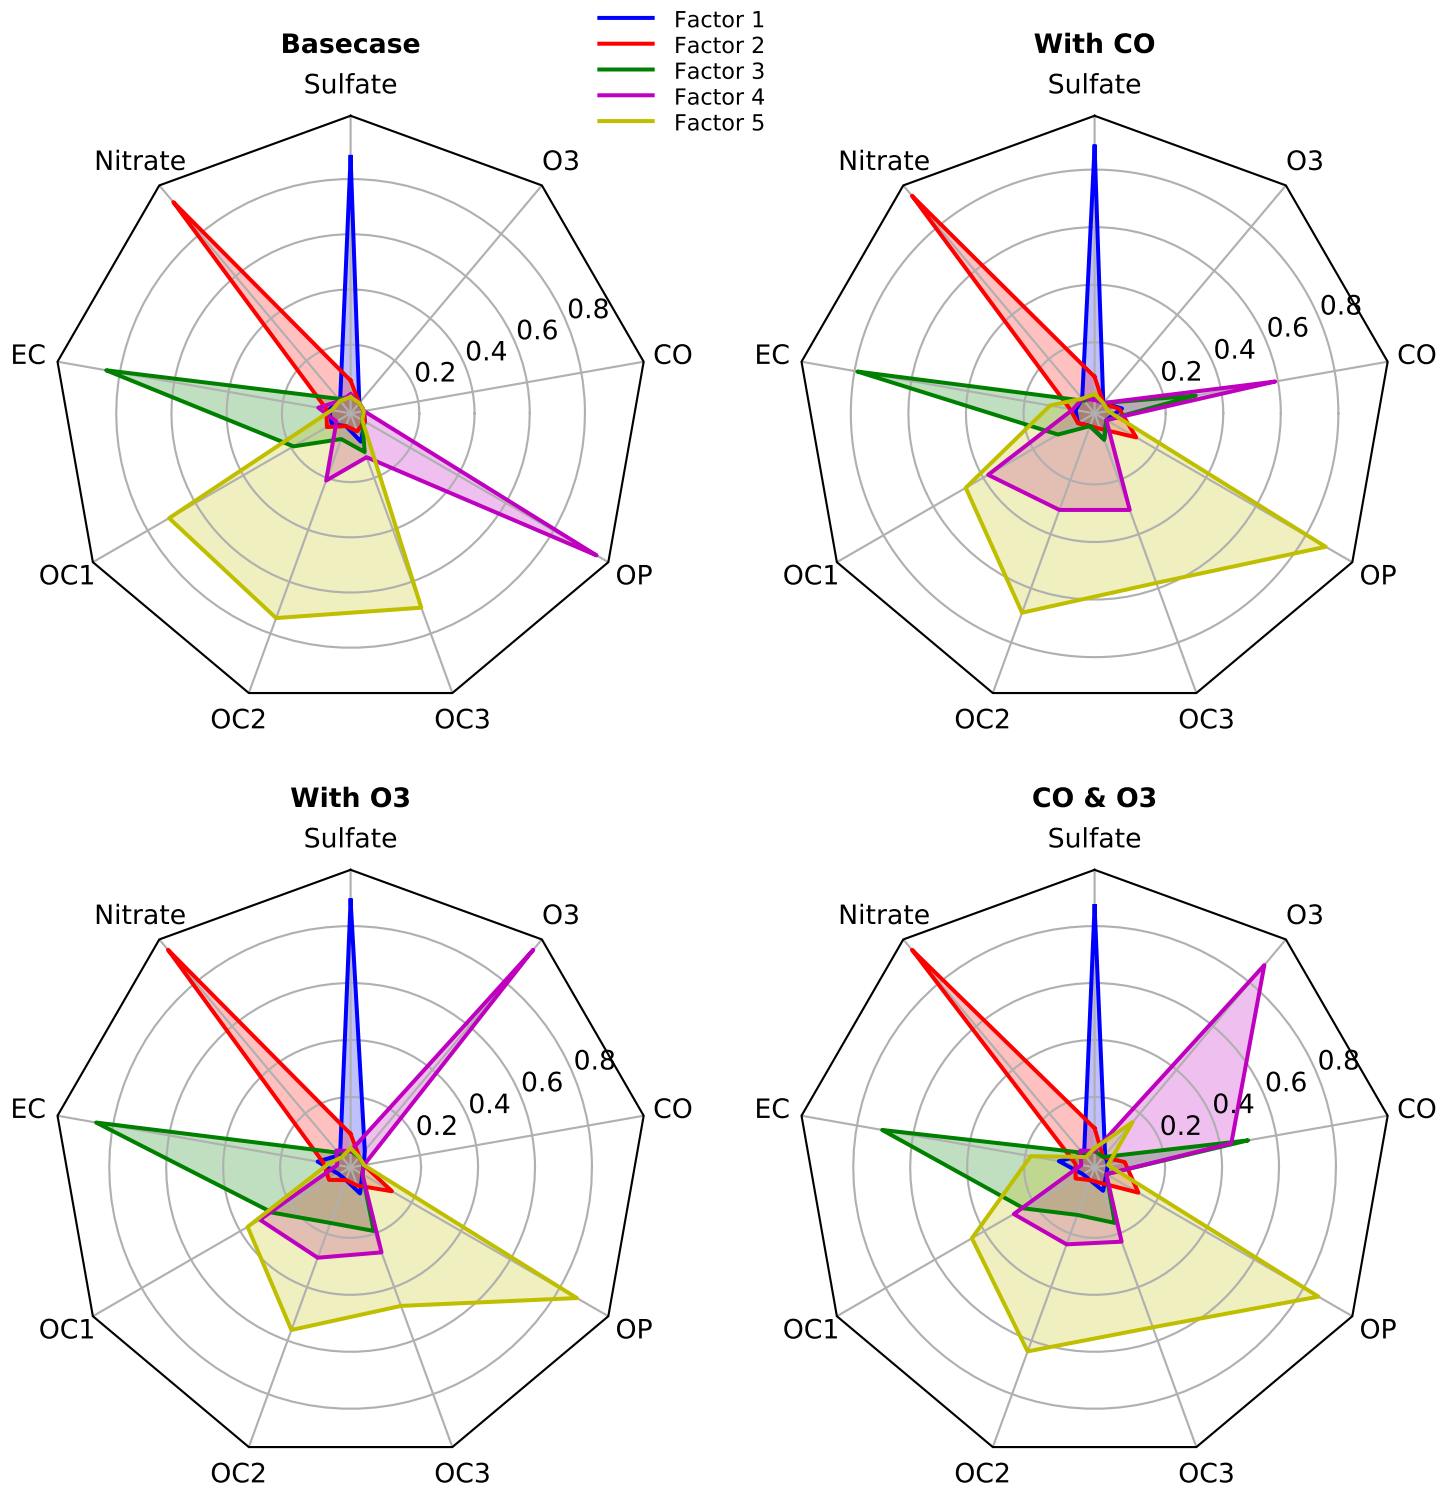 Factor 1
Factor 2
Factor 3
Factor 4
Factor 5
Basecase
Sulfate
Nitrate
EC
OC1
OC2
OC3
OP
CO
O3
0.2
0.4
0.6
0.8
With CO
Sulfate
Nitrate
EC
OC1
OC2
OC3
OP
CO
O3
0.2
0.4
0.6
0.8
With O3
Sulfate
Nitrate
EC
OC1
OC2
OC3
OP
CO
O3
0.2
0.4
0.6
0.8
CO & O3
Sulfate
Nitrate
EC
OC1
OC2
OC3
OP
CO
O3
0.2
0.4
0.6
0.8